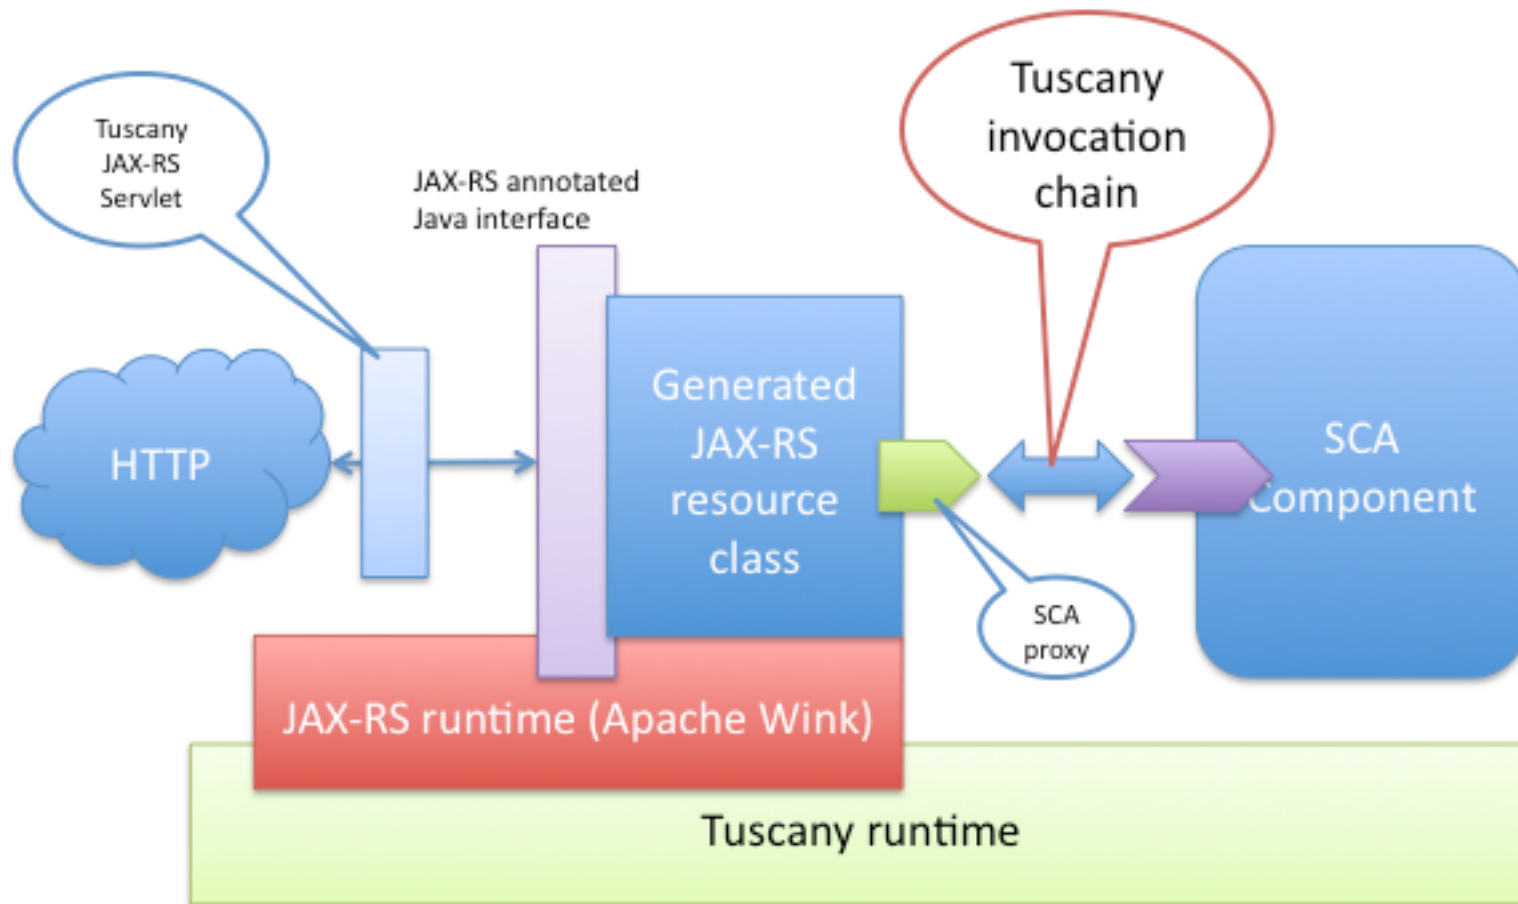 Tuscany
JAX-RS
Servlet
JAX-RS annotated
Java interface
Tuscany
invocation
chain
HTTP
Generated
JAX-RS
resource
class
SCA
Component
SCA
proxy
JAX-RS runtime (Apache Wink)
Tuscany runtime